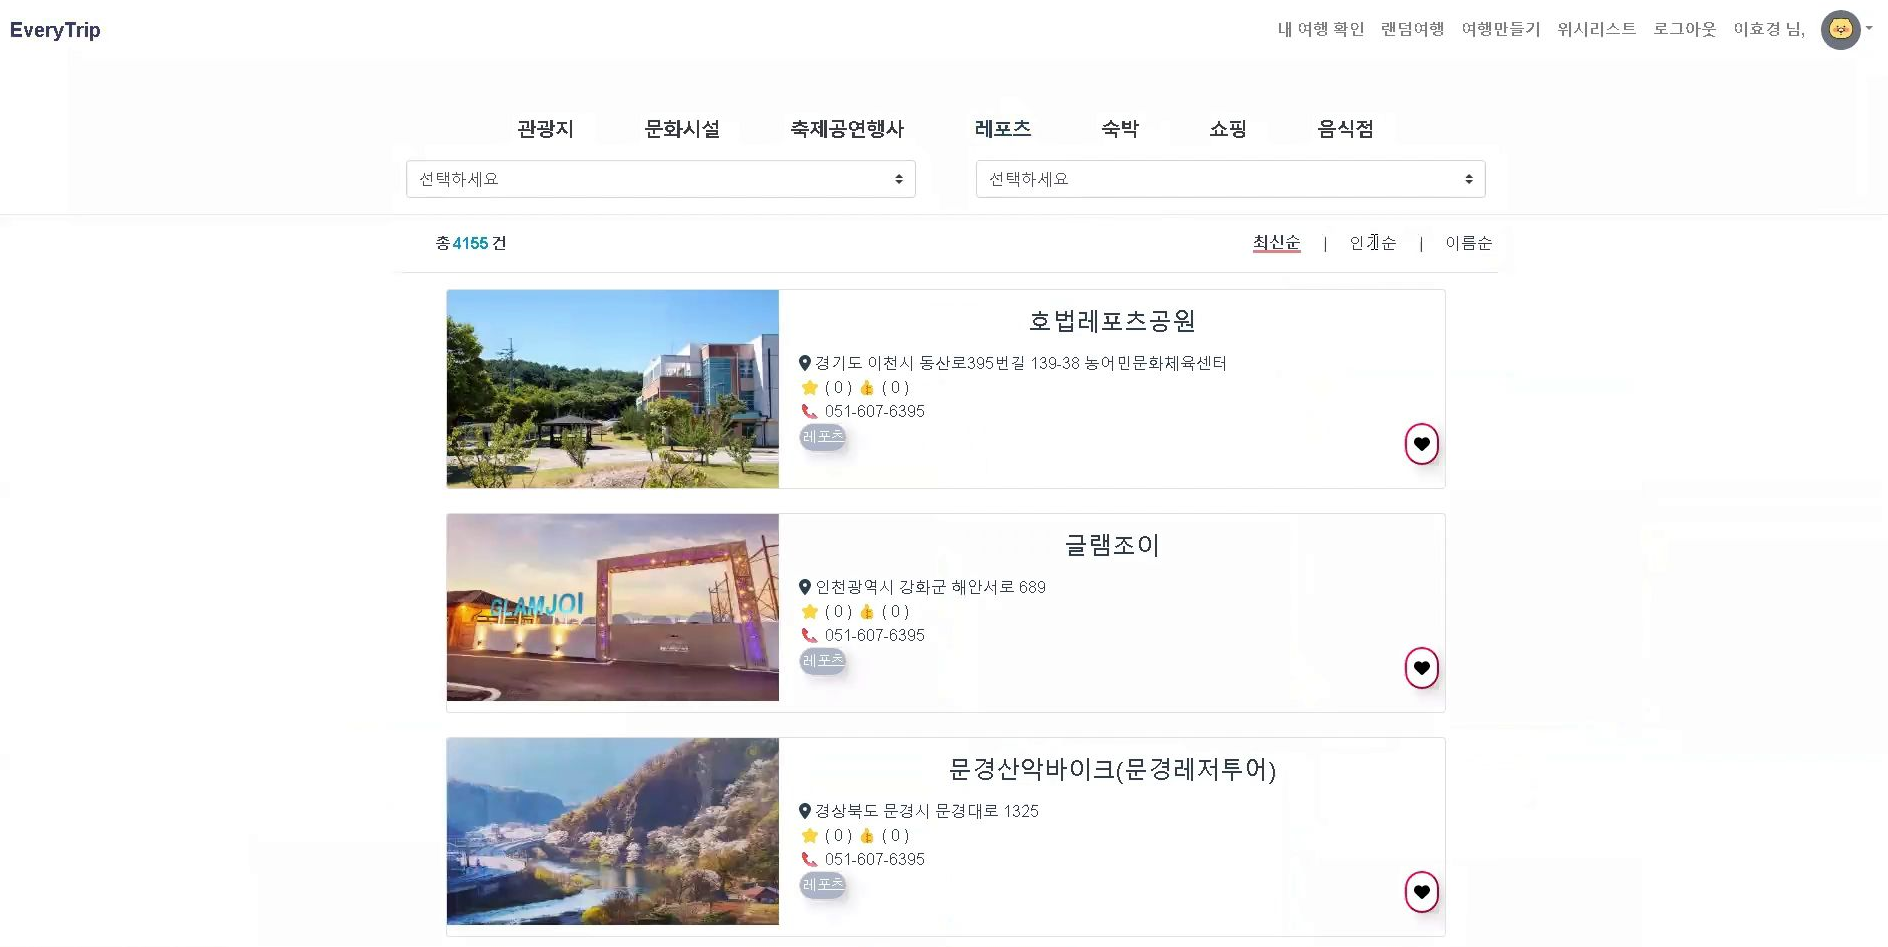 EveryTrip
내 여행 확인 랜덤여행 여행만들기 위시리스트 로그아웃 이효경 님,
관광지 문화시설 축제공연행사 레포츠 숙박 쇼핑 음식점
선택하세요 선택하세요
총4155 건
최신순 | 인기순 | 이름순
호법레포츠공원
경기도 이천시 동산로395번길 139-38 농어민문화체육센터
( 0 ) ( 0 )
051-607-6395
레포츠
GLAMJOI
글램조이
인천광역시 강화군 해안서로 689
( 0 ) ( 0 )
051-607-6395
레포츠
문경산악바이크(문경레저투어)
경상북도 문경시 문경대로 1325
( 0 ) ( 0 )
051-607-6395
레포츠